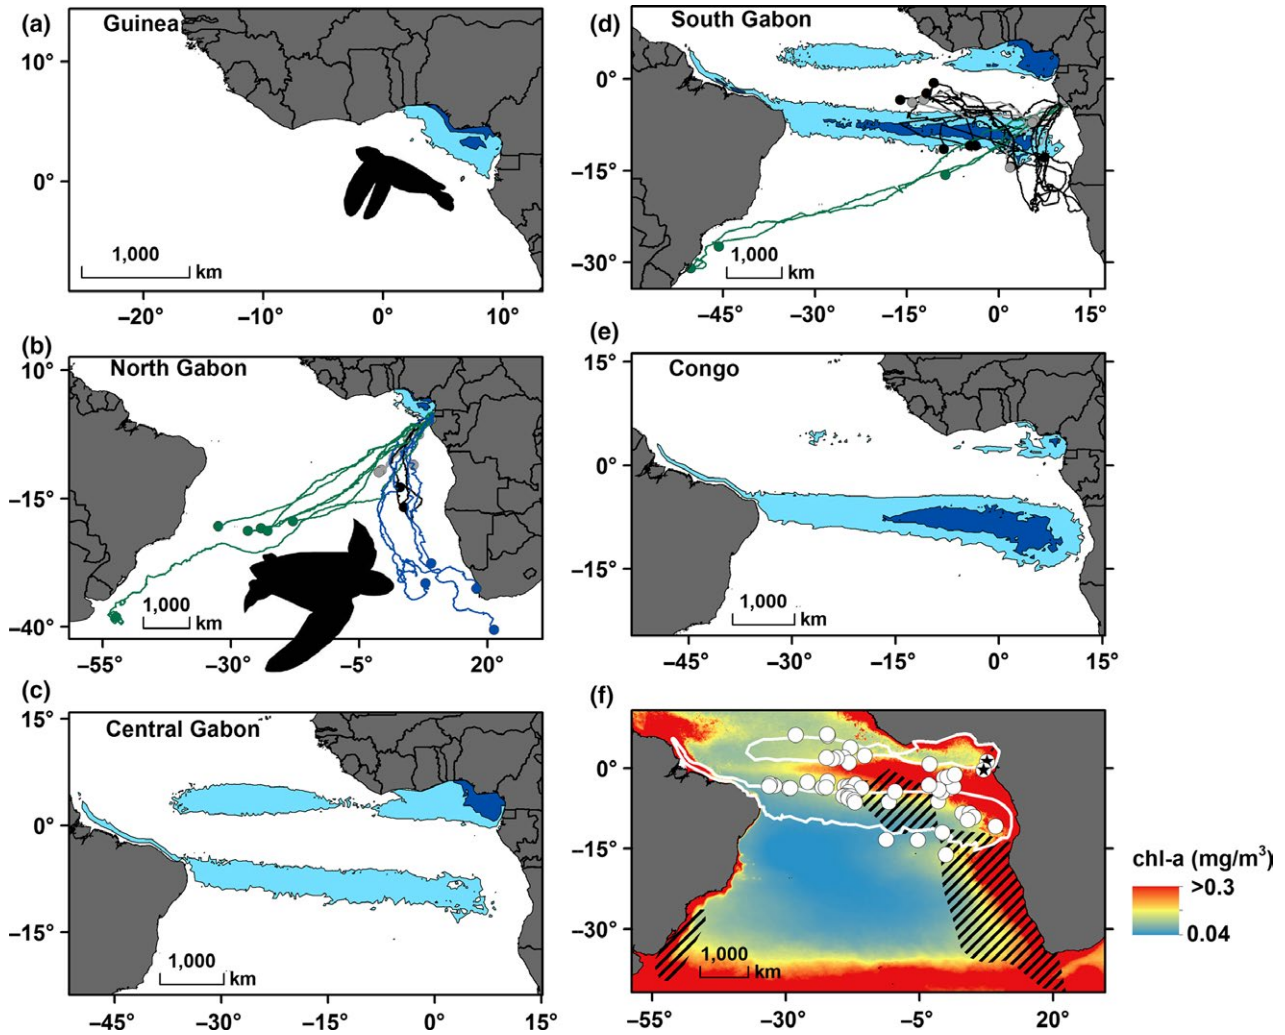 (a)
Guinea
10°
0°
1,000
km
−20°
−10°
0°
10°
(b)
10°
North Gabon
−15°
1,000
km
−40°
−55°
−30°
−5°
20°
(c)
15°
Central Gabon
0°
−15°
1,000
km
−45°
−30°
−15°
0°
15°
(d)
South Gabon
0°
−15°
−30°
1,000
km
−45°
−30°
−15°
0°
15°
(e)
15°
Congo
0°
−15°
1,000
km
−45°
−30°
−15°
0°
15°
(f)
0°
−15°
−30°
1,000
km
−55°
−30°
−5°
20°
chl-a (mg/m³)
>0.3
0.04